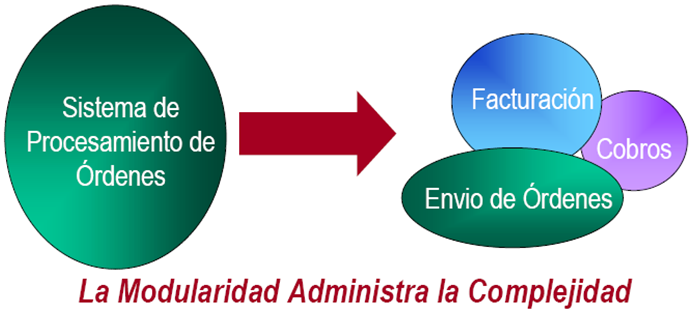 Sistema de
Procesamiento de
Órdenes
Facturación
Cobros
Envio de Órdenes
La Modularidad Administra la Complejidad